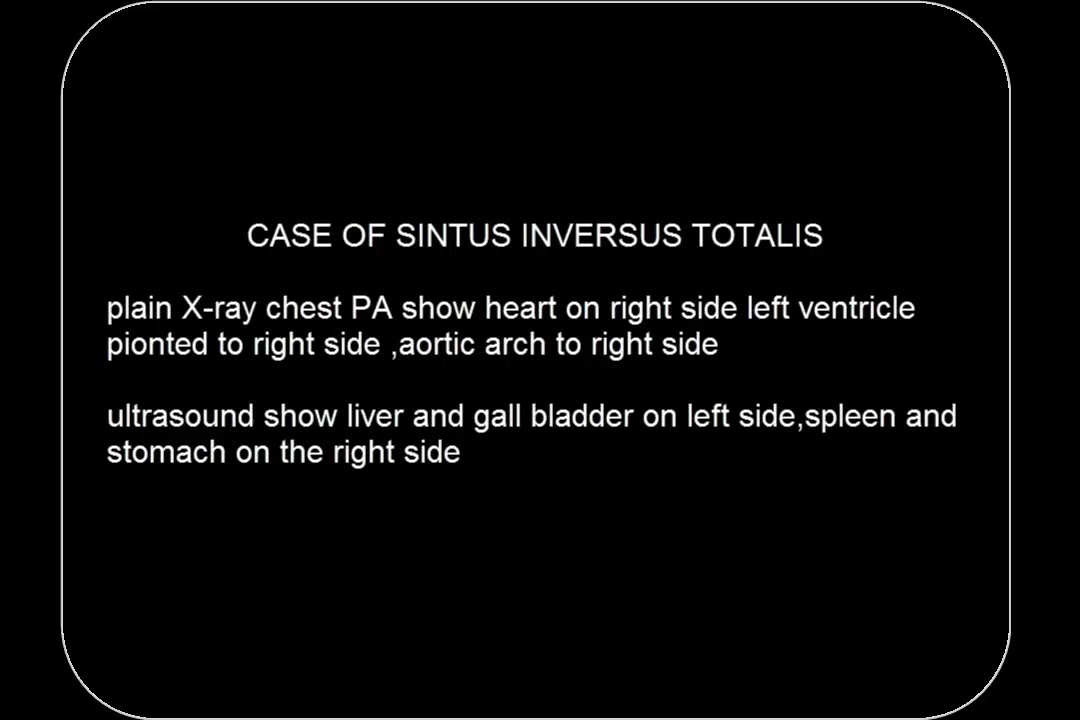 CASE OF SINTUS INVERSUS TOTALIS
plain X-ray chest PA show heart on right side left ventricle
pionted to right side ,aortic arch to right side
ultrasound show liver and gall bladder on left side,spleen and
stomach on the right side